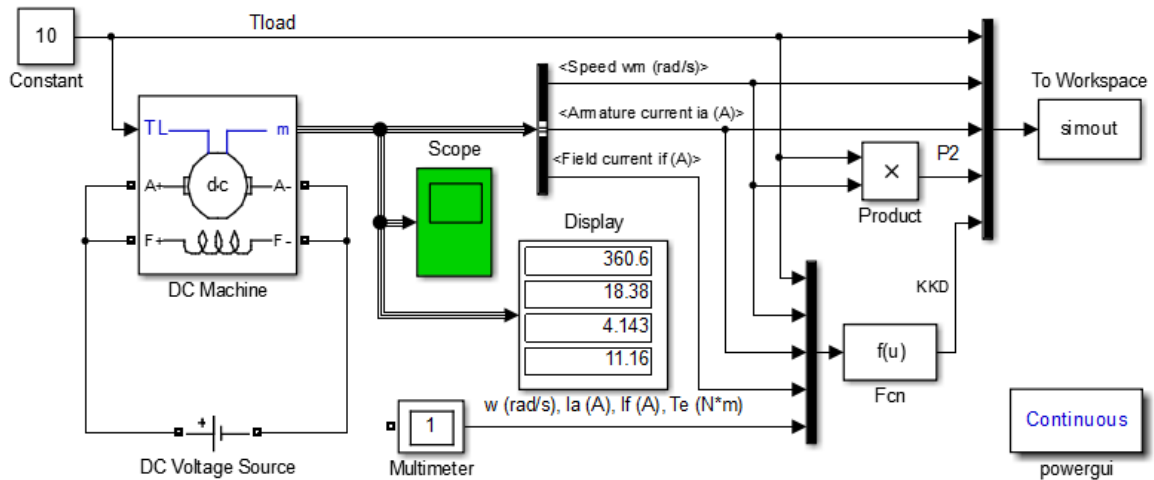 10
Constant
Tload
TL
m
A+
dc
A-
F+
F-
DC Machine
+
DC Voltage Source
Scope
Display
360.6
18.38
4.143
11.16
w (rad/s), Ia (A), If (A), Te (N*m)
1
Multimeter
<Speed wm (rad/s)>
<Armature current ia (A)>
<Field current if (A)>
×
Product
P2
f(u)
Fcn
KKD
To Workspace
simout
Continuous
powergui